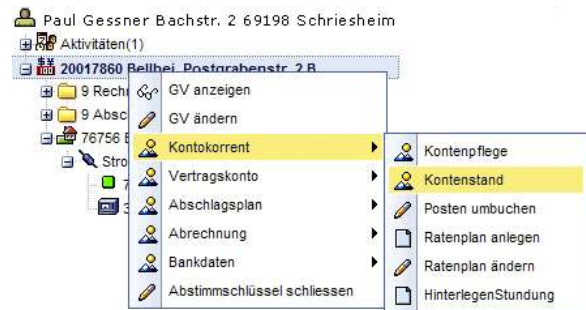 Paul Gessner Bachstr. 2 69198 Schriesheim
Aktivitäten(1)
20017860 Bellbei, Postgrabenstr. 2 B
9 Rech
GV anzeigen
9 Absc
GV ändern
76756
Kontokorrent
Kontenpflege
Stro
Vertragskonto
Kontenstand
7
Abschlagsplan
Posten umbuchen
3
Abrechnung
Ratenplan anlegen
Bankdaten
Ratenplan ändern
Abstimmschlüssel schliessen
HinterlegenStundung